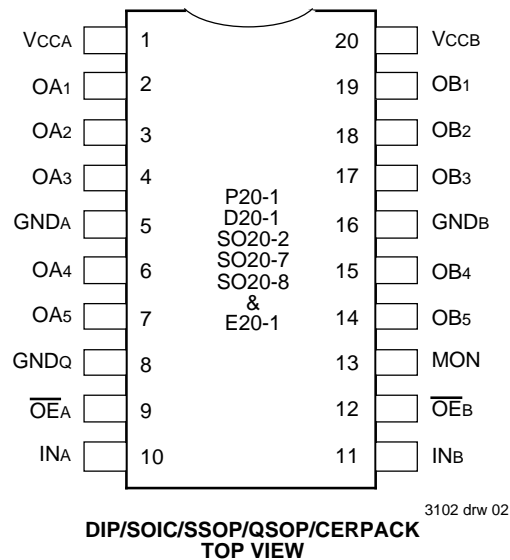 VCCA 1 20 VCCB
OA1 2 19 OB1
OA2 3 18 OB2
OA3 4 17 OB3
P20-1
D20-1
GNDA 5 16 GNDB
SO20-2
SO20-7
OA4 6 15 OB4
SO20-8
&
OA5 7 14 OB5
E20-1
GNDQ 8 13 MON
O̅E̅A 9 12 O̅E̅B
INA 10 11 INB
3102 drw 02
DIP/SOIC/SSOP/QSOP/CERPACK
TOP VIEW